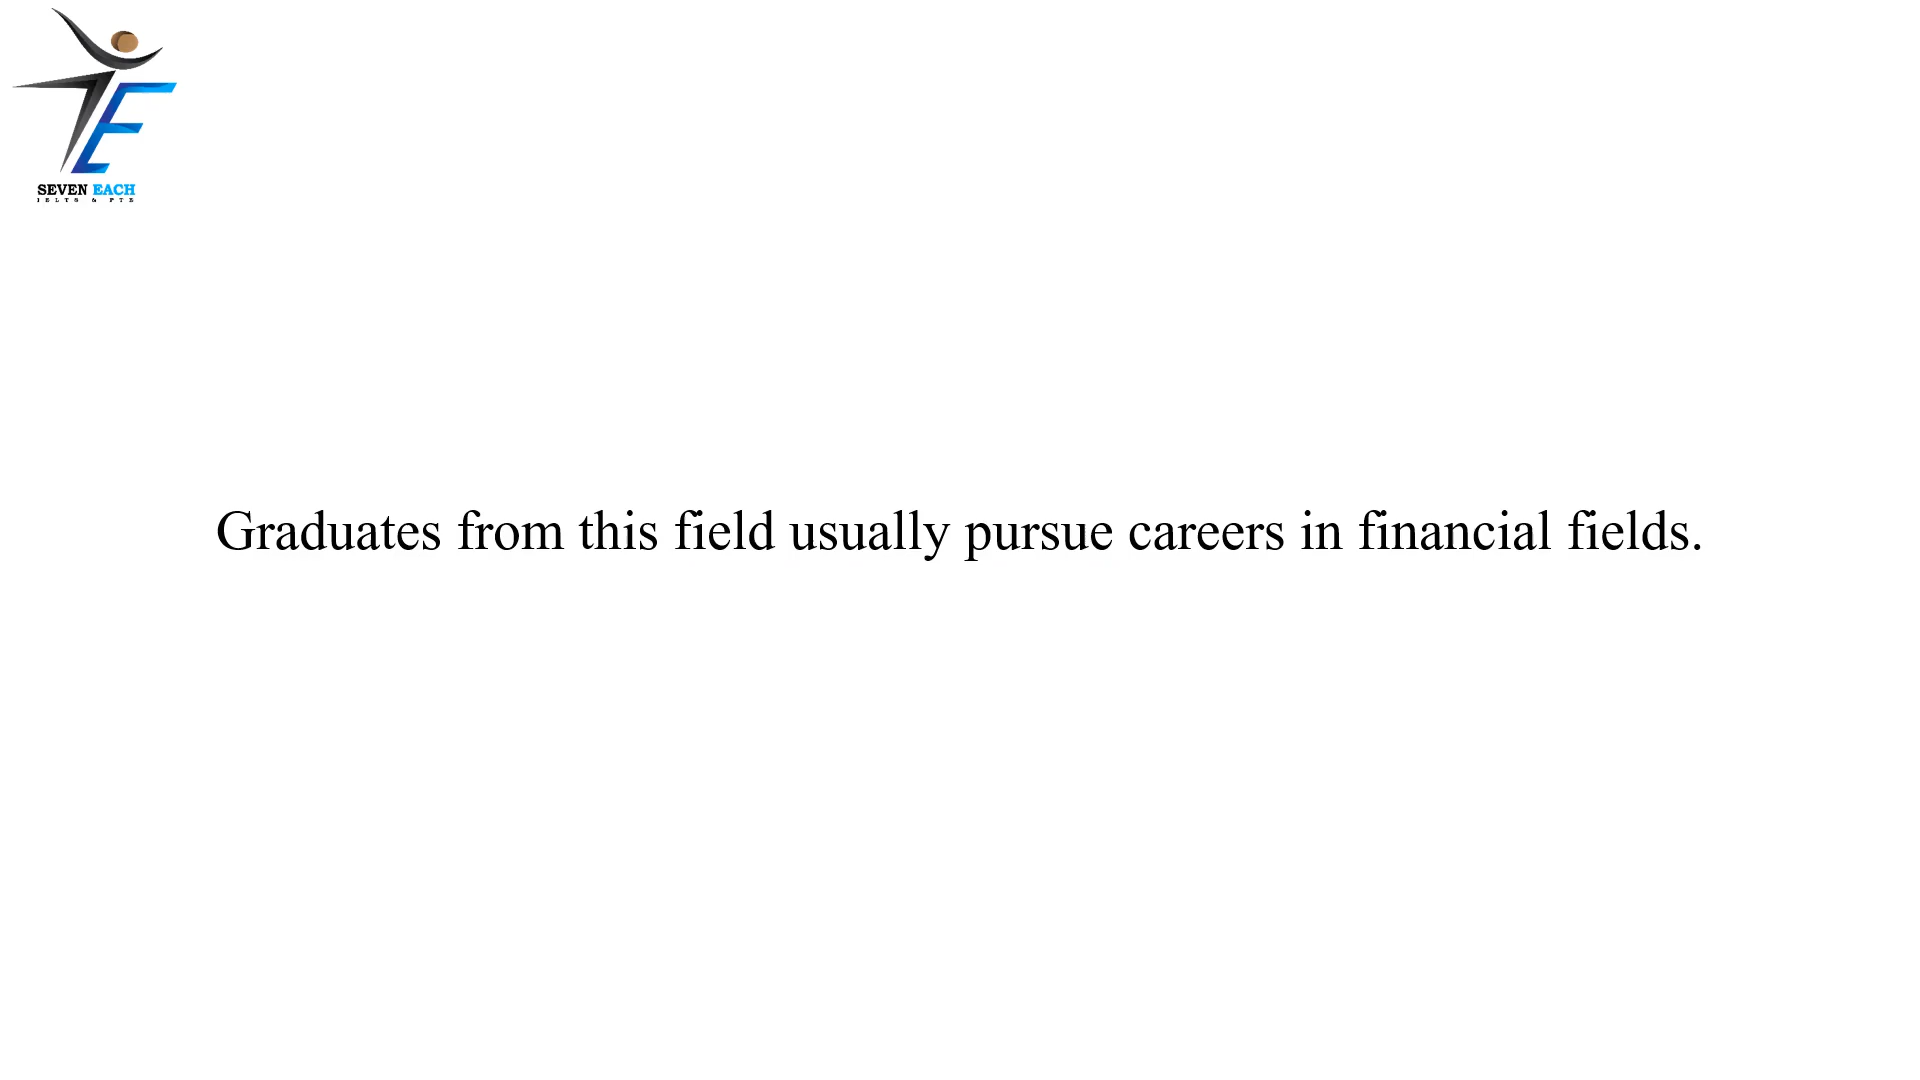 SEVEN EACH
IELTS & PTE
Graduates from this field usually pursue careers in financial fields.